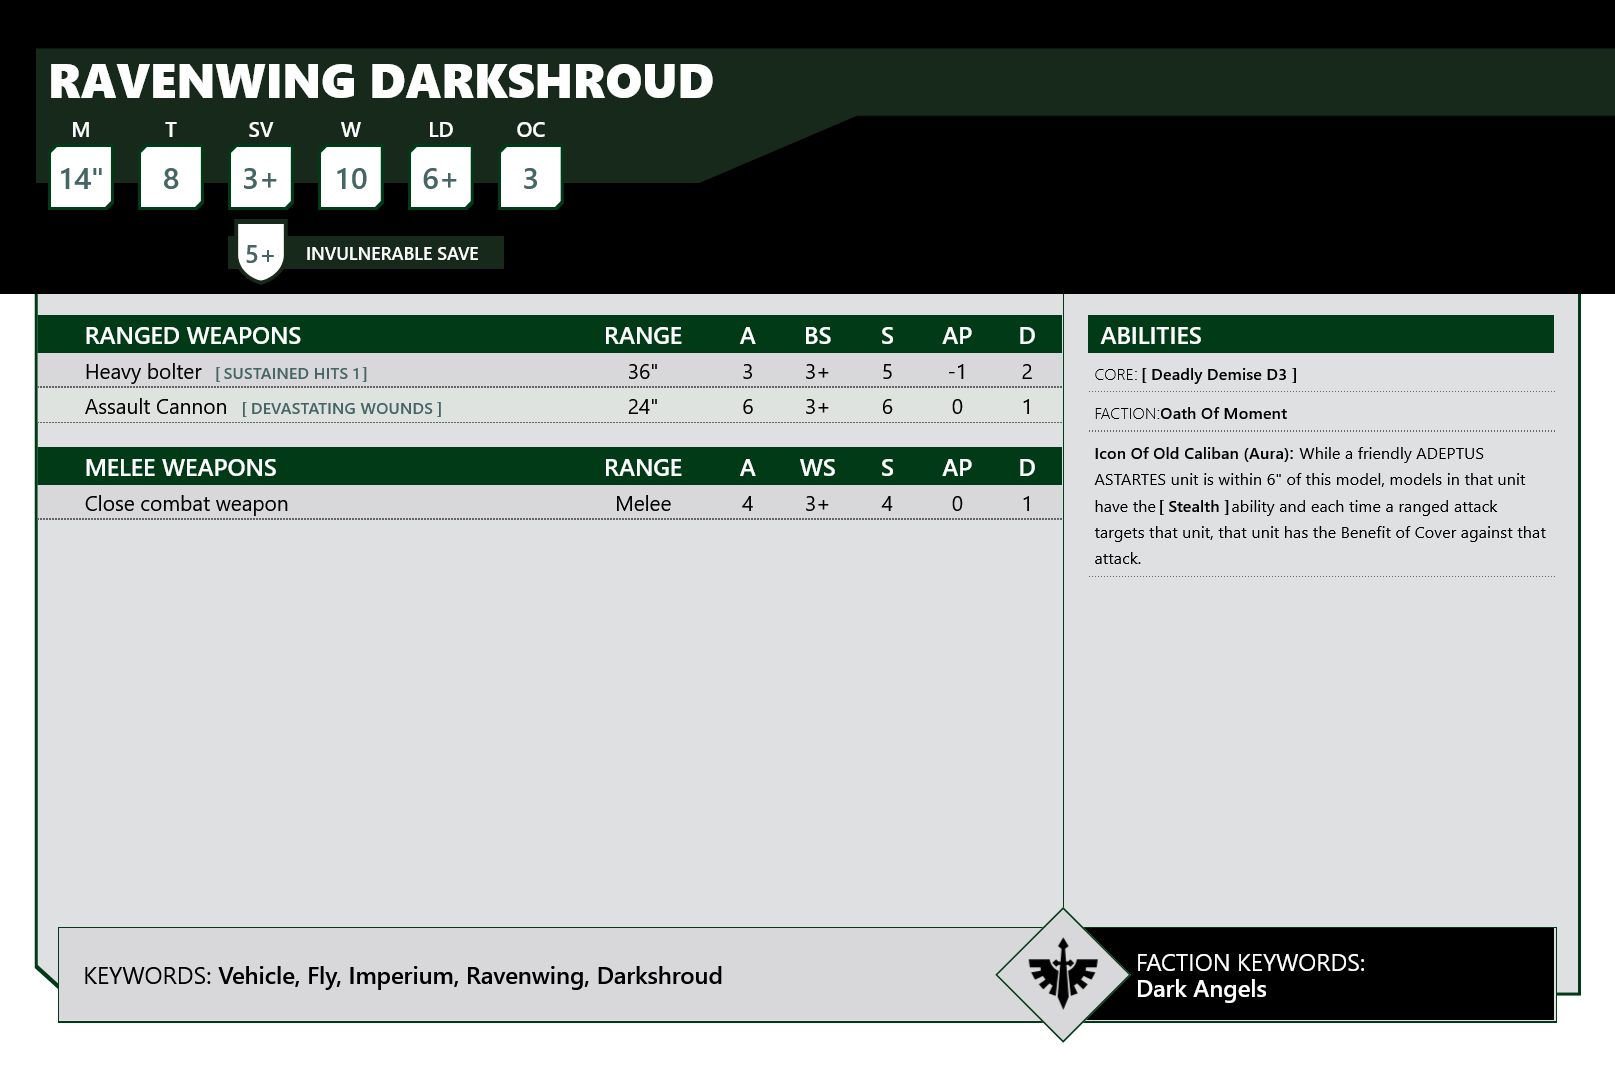 RAVENWING DARKSHROUD
M T SV W LD OC
14" 8 3+ 10 6+ 3
5+ INVULNERABLE SAVE
RANGED WEAPONS RANGE A BS S AP D
Heavy bolter [ SUSTAINED HITS 1 ] 36" 3 3+ 5 -1 2
Assault Cannon [ DEVASTATING WOUNDS ] 24" 6 3+ 6 0 1
MELEE WEAPONS RANGE A WS S AP D
Close combat weapon Melee 4 3+ 4 0 1
ABILITIES
CORE: [ Deadly Demise D3 ]
FACTION:Oath Of Moment
Icon Of Old Caliban (Aura): While a friendly ADEPTUS
ASTARTES unit is within 6" of this model, models in that unit
have the [ Stealth ] ability and each time a ranged attack
targets that unit, that unit has the Benefit of Cover against that
attack.
KEYWORDS: Vehicle, Fly, Imperium, Ravenwing, Darkshroud
FACTION KEYWORDS:
Dark Angels